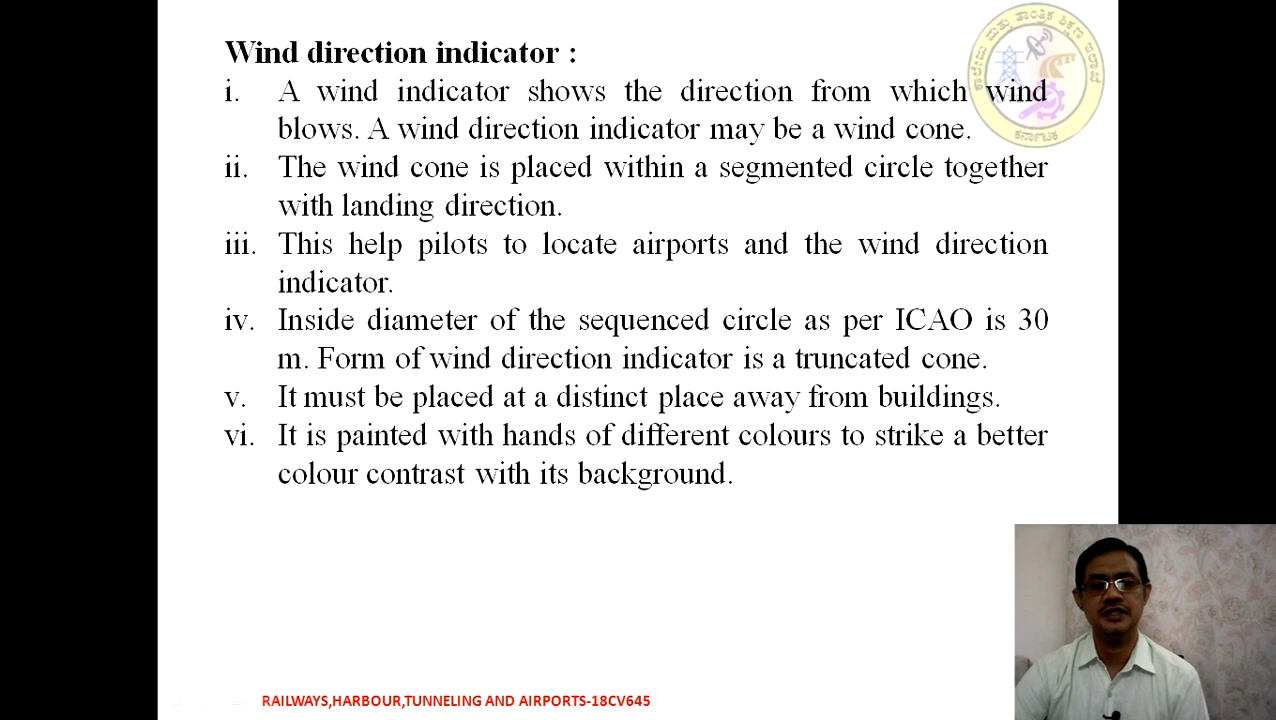 Wind direction indicator :
i. A wind indicator shows the direction from which wind
blows. A wind direction indicator may be a wind cone.
ii. The wind cone is placed within a segmented circle together
with landing direction.
iii. This help pilots to locate airports and the wind direction
indicator.
iv. Inside diameter of the sequenced circle as per ICAO is 30
m. Form of wind direction indicator is a truncated cone.
v. It must be placed at a distinct place away from buildings.
vi. It is painted with hands of different colours to strike a better
colour contrast with its background.
ಕಾಲೇಜು ಮತ್ತು ತಾಂತ್ರಿಕ ಶಿಕ್ಷಣ ಇಲಾಖೆ
ಕರ್ನಾಟಕ
RAILWAYS,HARBOUR,TUNNELING AND AIRPORTS-18CV645